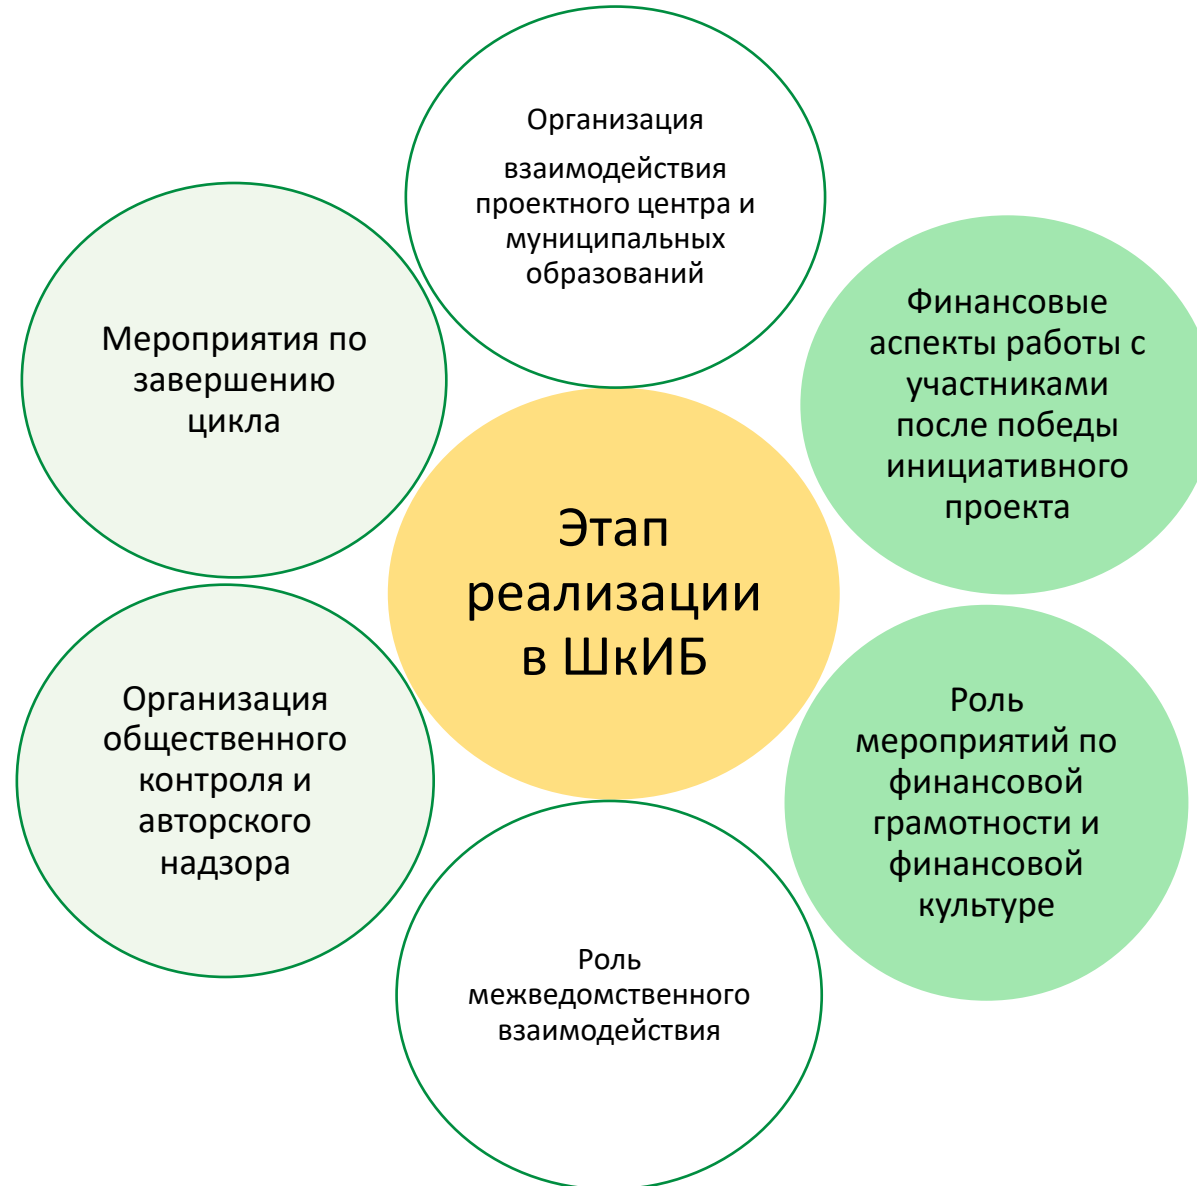 Организация
взаимодействия
проектного центра и
муниципальных
образований
Финансовые
аспекты работы с
участниками
после победы
инициативного
проекта
Роль
мероприятий по
финансовой
грамотности и
финансовой
культуре
Роль
межведомственного
взаимодействия
Организация
общественного
контроля и
авторского
надзора
Мероприятия по
завершению
цикла
Этап
реализации
в ШкИБ